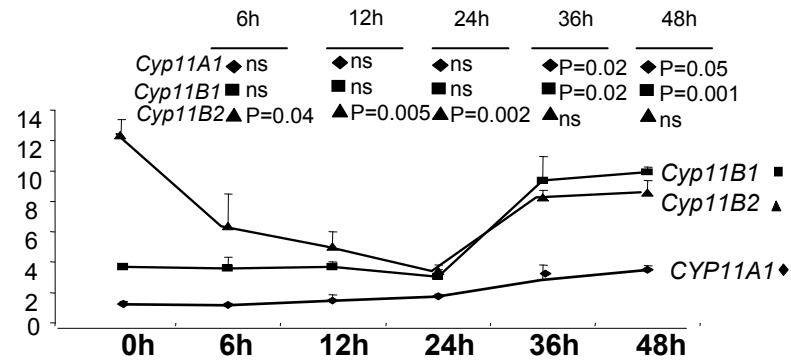 6h 12h 24h 36h 48h
Cyp11A1 ◆ ns ◆ ns ◆ ns ◆P=0.02 ◆P=0.05
Cyp11B1 ■ ns ■ ns ■ ns ■P=0.02 ■P=0.001
Cyp11B2 ▲P=0.04 ▲P=0.005 ▲P=0.002 ▲ns ▲ns
14
12
10
8
6
4
2
0
Cyp11B1 ■
Cyp11B2 ▲
CYP11A1 ◆
0h 6h 12h 24h 36h 48h